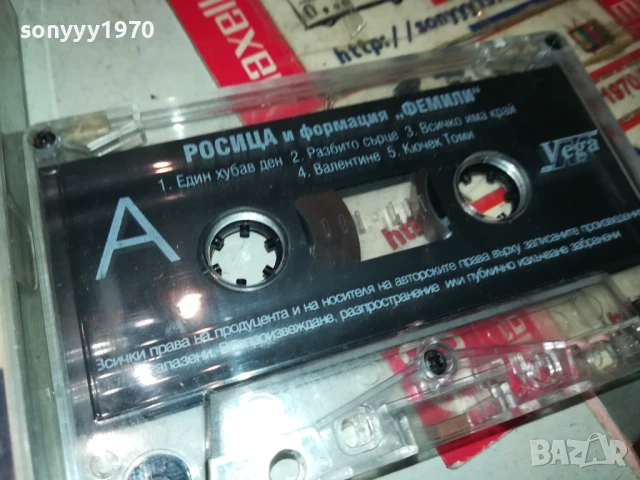 sonyyy1970
http://
РОСИЦА и формация „ФЕМИЛИ“
1. Един хубав ден 2. Разбито сърце 3. Всичко има край
4. Валентине 5. Кючек Томи
Vega
A
Всички права на продуцента и на носителя на авторските права върху записаните произведения
запазени. разпространение или публично излъчване забранени
BAZAR